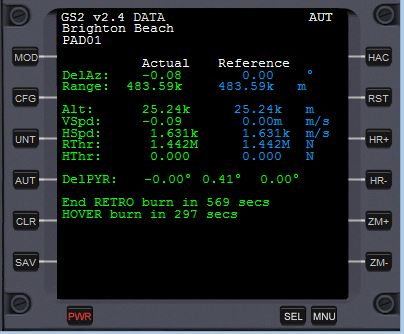 GS2 v2.4 DATA AUT
Brighton Beach
PAD01
Actual Reference
DelAz: -0.08 0.00 °
Range: 483.59k 483.59k m
Alt: 25.24k 25.24k m
VSpd: -0.09 0.00m m/s
HSpd: 1.631k 1.631k m/s
RThr: 1.442M 1.442M N
HThr: 0.000 0.000 N
DelPYR: -0.00° 0.41° 0.00°
End RETRO burn in 569 secs
HOVER burn in 297 secs
MOD
CFG
UNT
AUT
CLR
SAV
HAC
RST
HR+
HR-
ZM+
ZM-
PWR SEL MNU